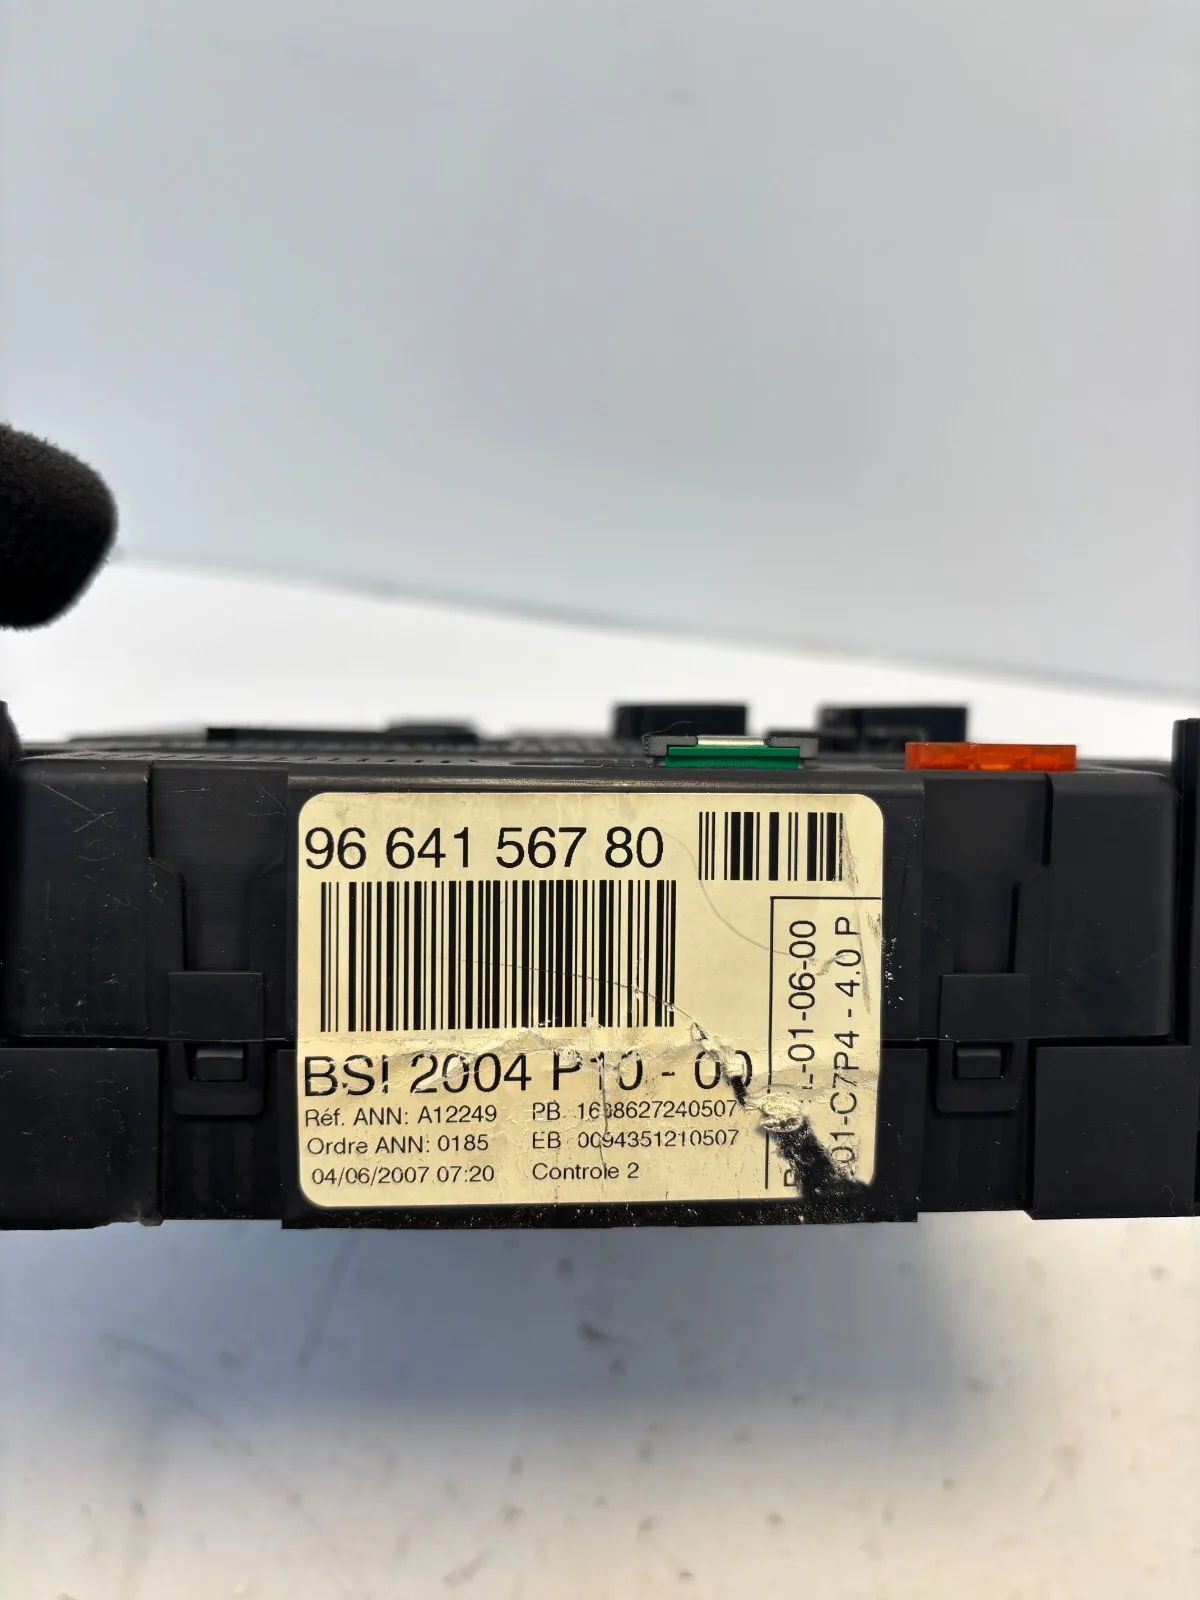 96 641 567 80
BSI 2004 P10 - 00
Réf. ANN: A12249 PB
Ordre ANN: 0185 EB 0094351210507
04/06/2007 07:20 Controle 2
L-01-06-00
01-C7P4 - 4.0 P